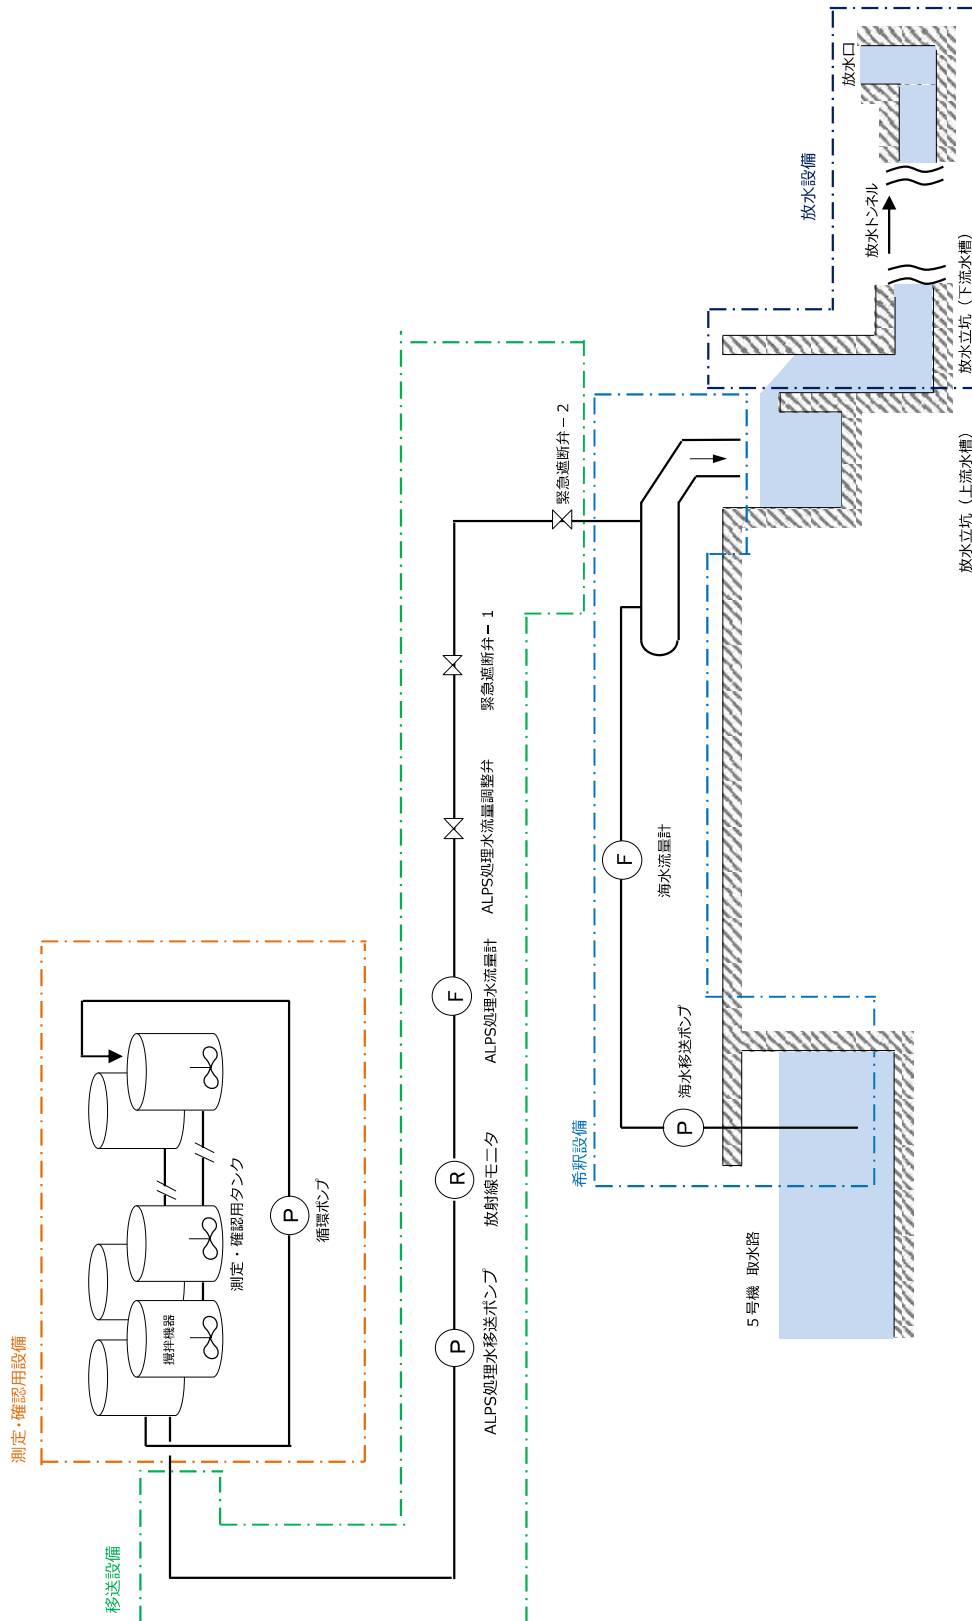 測定・確認用設備
攪拌機器
測定・確認用タンク
P
循環ポンプ
移送設備
P
ALPS処理水移送ポンプ
R
放射線モニタ
F
ALPS処理水流量計
ALPS処理水流量調整弁
緊急遮断弁－1
緊急遮断弁－2
希釈設備
P
海水移送ポンプ
F
海水流量計
5号機 取水路
放水設備
放水立坑（上流水槽）
放水立坑（下流水槽）
放水トンネル
放水口